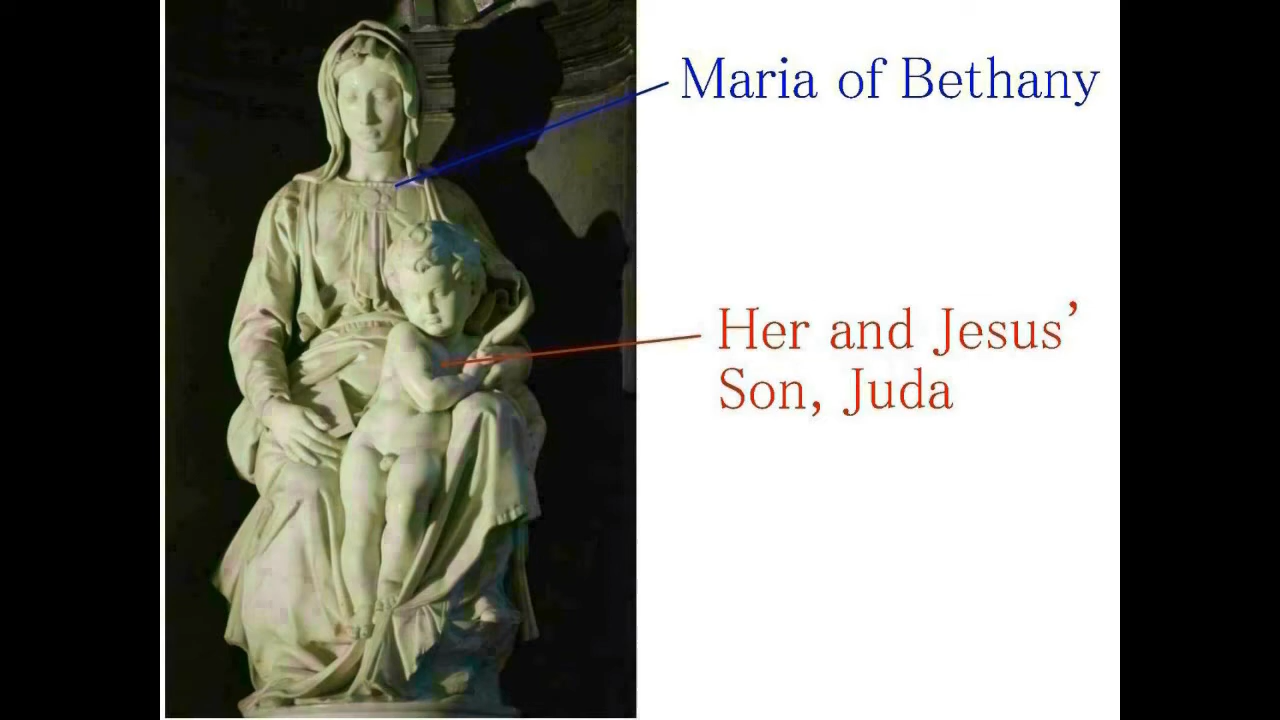 Maria of Bethany
Her and Jesus’
Son, Juda